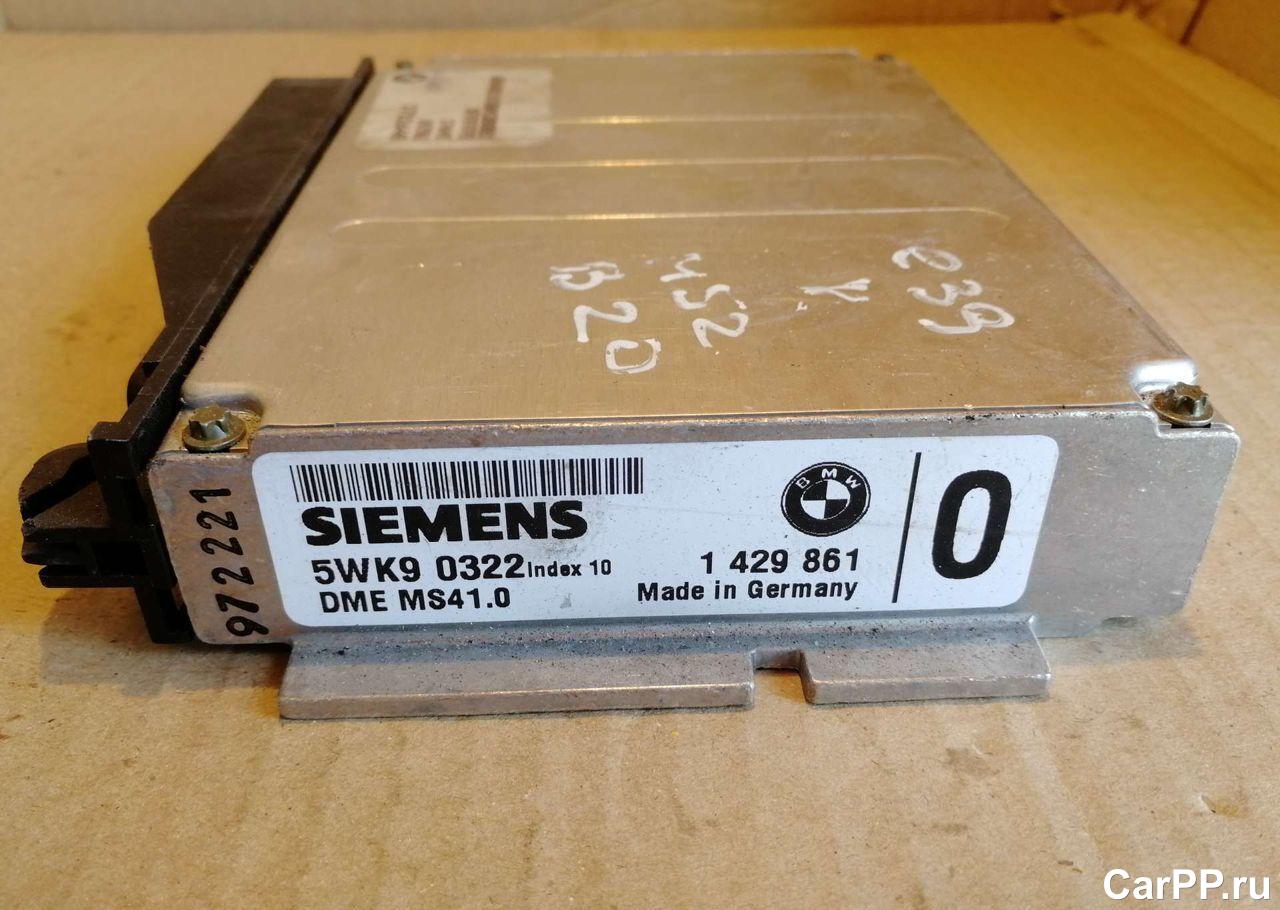 e39
Y
M52
B20
SIEMENS
5WK9 0322 Index 10
DME MS41.0
BMW
1 429 861
Made in Germany
0
972221
CarPP.ru